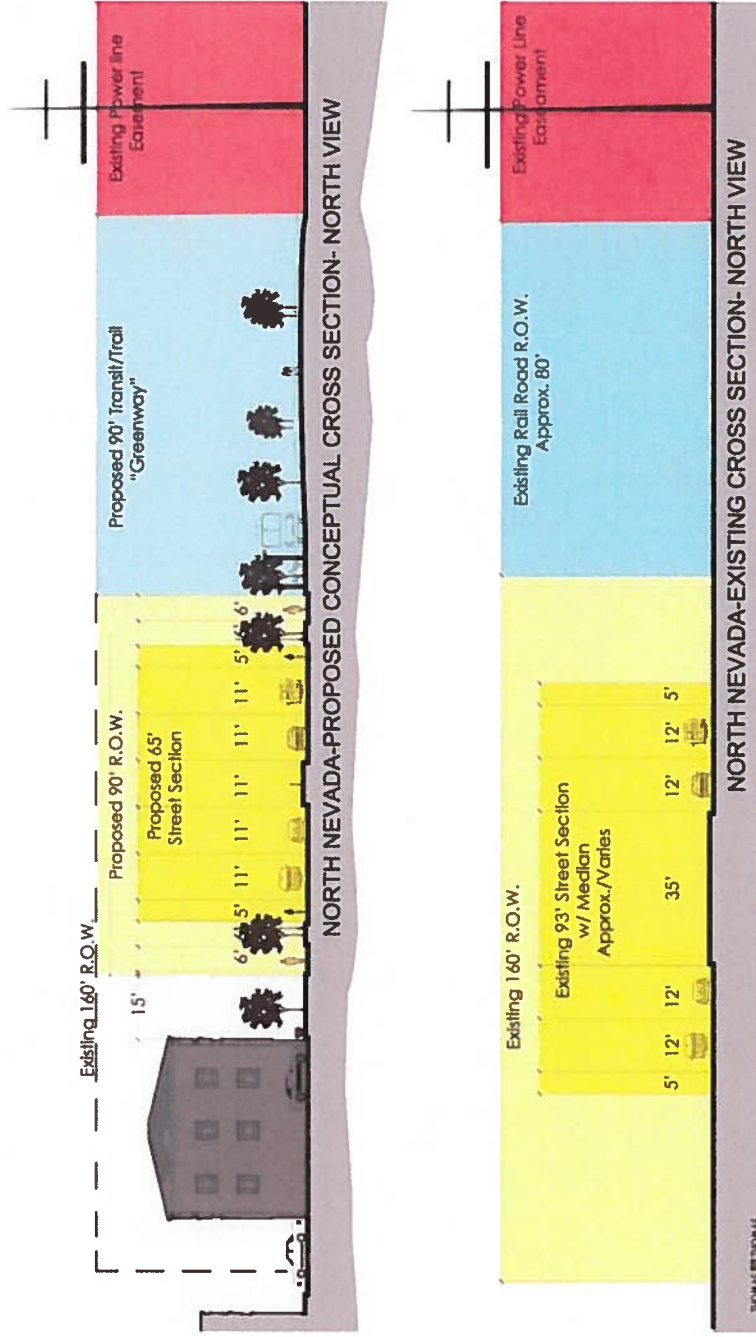 Existing 160' R.O.W.
Proposed 90' R.O.W.
Proposed 65'
Street Section
Proposed 90' Transit/Trail
"Greenway"
Existing Power line
Easement
15'
6' 6' 5' 11' 11' 11' 11' 11' 5' 6' 6'
NORTH NEVADA-PROPOSED CONCEPTUAL CROSS SECTION- NORTH VIEW
Existing 160' R.O.W.
Existing 93' Street Section
w/ Median
Approx./Varies
Existing Rail Road R.O.W.
Approx. 80'
Existing Power Line
Easeament
5' 12' 12' 35' 12' 12' 5'
NORTH NEVADA-EXISTING CROSS SECTION- NORTH VIEW